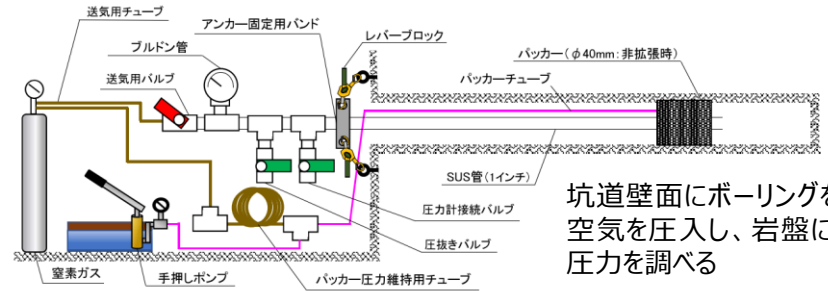 送気用チューブ
アンカー固定用バンド
ブルドン管
レバーブロック
送気用バルブ
パッカー(φ40mm:非拡張時)
パッカーチューブ
SUS管(1インチ)
圧力計接続バルブ
圧抜きバルブ
窒素ガス
手押しポンプ
パッカー圧力維持用チューブ
坑道壁面にボーリングを
空気を圧入し、岩盤に
圧力を調べる